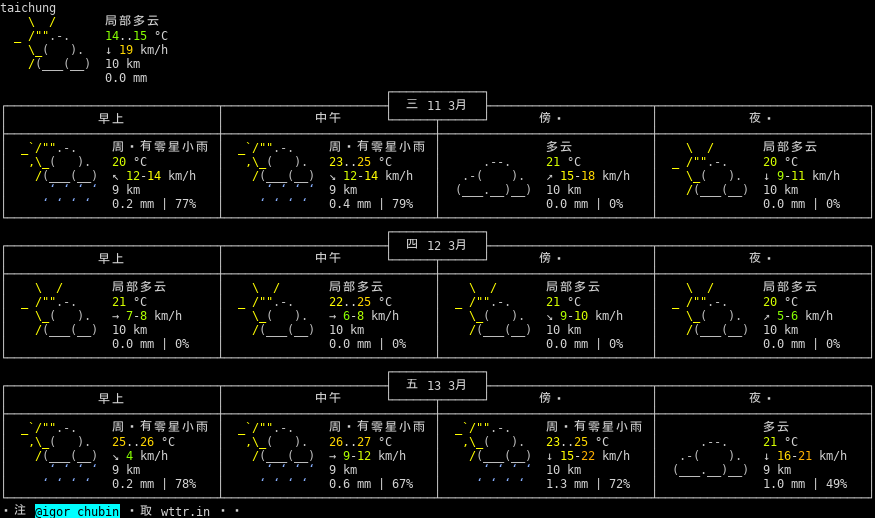 taichung
局部多云
14..15 °C
↓ 19 km/h
10 km
0.0 mm
三 11 3月
早上 中午 傍・ 夜・
周・有零星小雨 周・有零星小雨 多云 局部多云
20 °C 23..25 °C 21 °C 20 °C
↖ 12-14 km/h ↘ 12-14 km/h ↗ 15-18 km/h ↓ 9-11 km/h
9 km 9 km 10 km 10 km
0.2 mm | 77% 0.4 mm | 79% 0.0 mm | 0% 0.0 mm | 0%
四 12 3月
早上 中午 傍・ 夜・
局部多云 局部多云 局部多云 局部多云
21 °C 22..25 °C 21 °C 20 °C
→ 7-8 km/h → 6-8 km/h ↘ 9-10 km/h ↗ 5-6 km/h
10 km 10 km 10 km 10 km
0.0 mm | 0% 0.0 mm | 0% 0.0 mm | 0% 0.0 mm | 0%
五 13 3月
早上 中午 傍・ 夜・
周・有零星小雨 周・有零星小雨 周・有零星小雨 多云
25..26 °C 26..27 °C 23..25 °C 21 °C
↘ 4 km/h → 9-12 km/h ↓ 15-22 km/h ↓ 16-21 km/h
9 km 9 km 10 km 9 km
0.2 mm | 78% 0.6 mm | 67% 1.3 mm | 72% 1.0 mm | 49%
・注 @igor_chubin ・取 wttr.in ・・